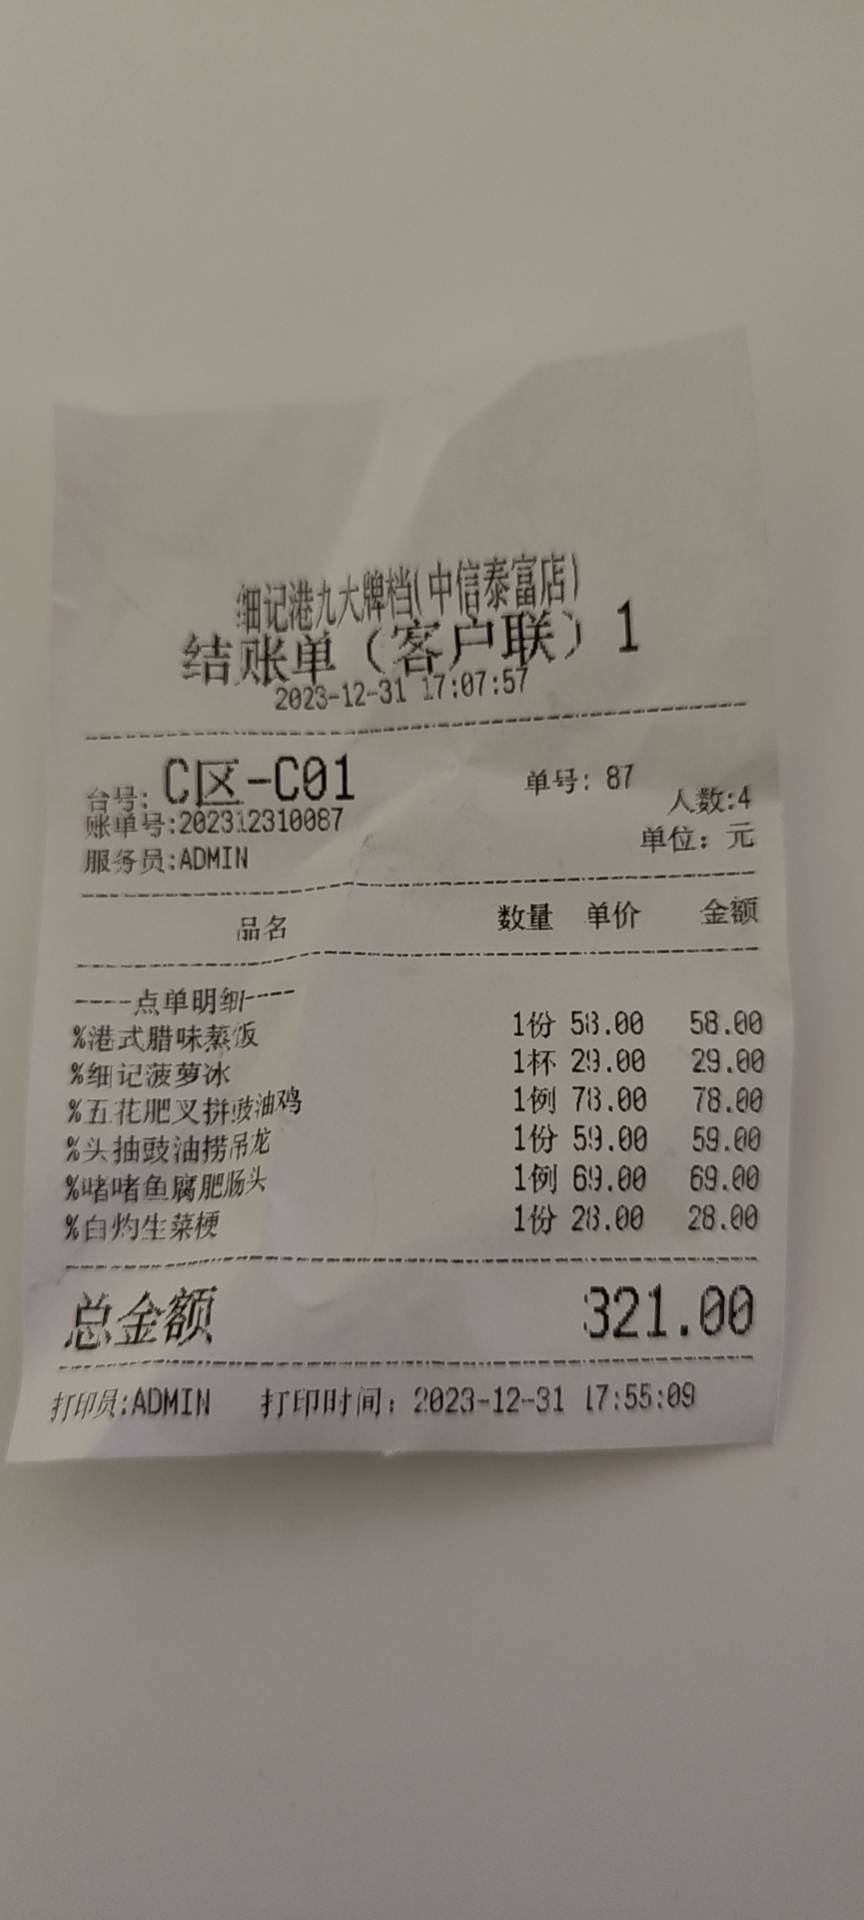 细记港九大牌档(中信泰富店)
结账单（客户联）1
2023-12-31 17:07:57
台号: C区-C01 单号: 87
人数:4
账单号:202312310087
单位: 元
服务员:ADMIN
品名 数量 单价 金额
----点单明细----
%港式腊味蒸饭 1份 58.00 58.00
%细记菠萝冰 1杯 29.00 29.00
%五花肥叉拼豉油鸡 1例 78.00 78.00
%头抽豉油捞吊龙 1份 59.00 59.00
%啫啫鱼腐肥肠头 1例 69.00 69.00
%白灼生菜梗 1份 28.00 28.00
总金额 321.00
打印员:ADMIN 打印时间: 2023-12-31 17:55:09